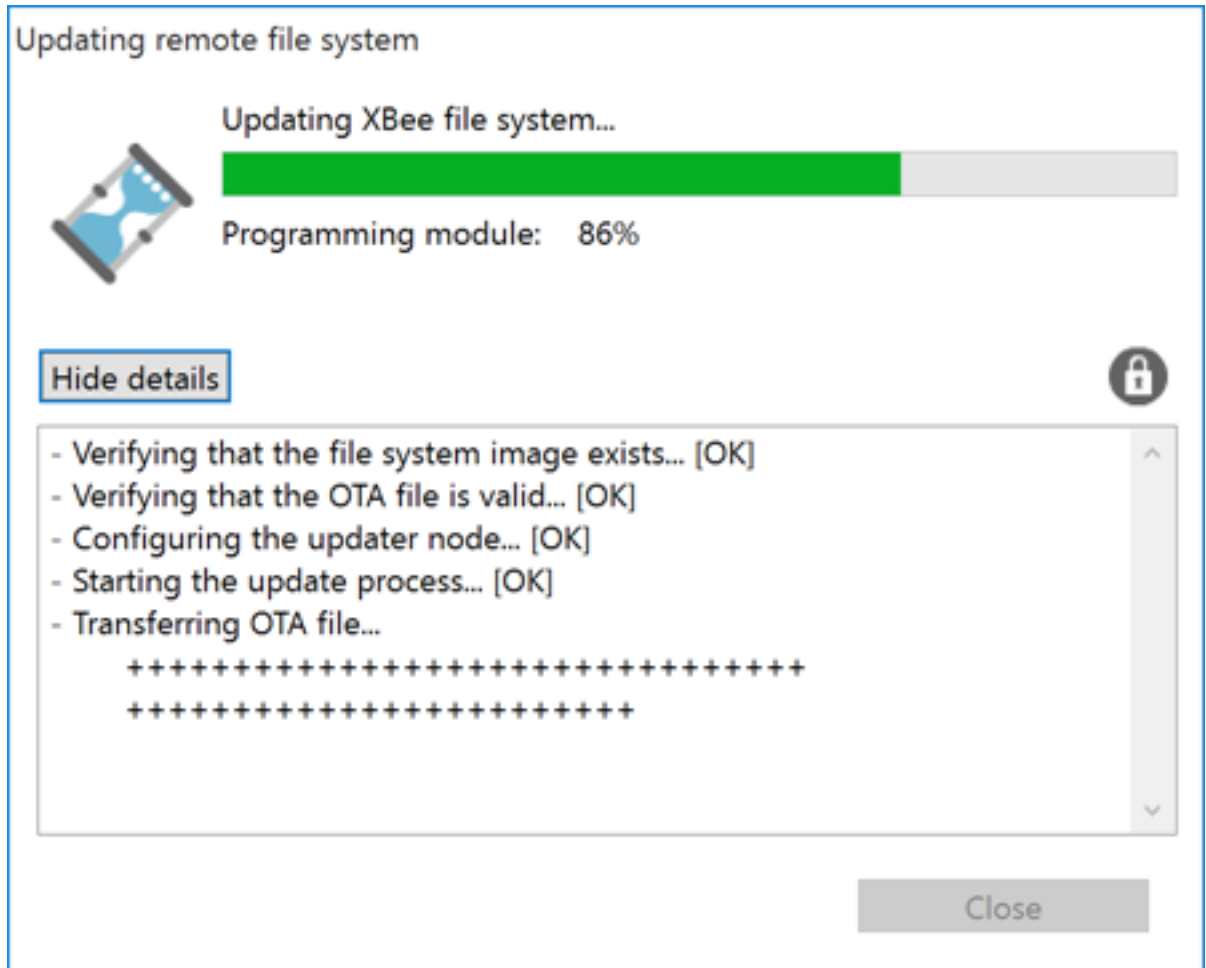 Updating remote file system
Updating XBee file system...
Programming module: 86%
Hide details
- Verifying that the file system image exists... [OK]
- Verifying that the OTA file is valid... [OK]
- Configuring the updater node... [OK]
- Starting the update process... [OK]
- Transferring OTA file...
++++++++++++++++++++++++++++++++
++++++++++++++++++++++++
Close